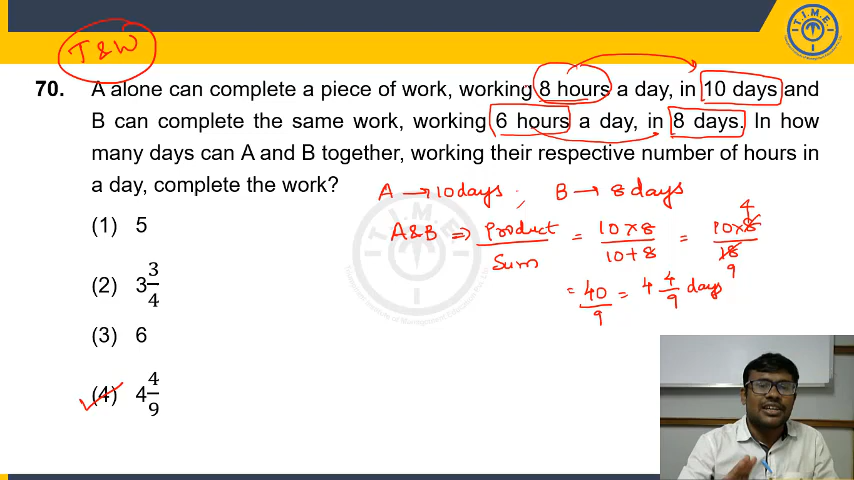 T.I.M.E.
T & W
70. A alone can complete a piece of work, working 8 hours a day, in 10 days and
B can complete the same work, working 6 hours a day, in 8 days. In how
many days can A and B together, working their respective number of hours in
a day, complete the work?
A → 10 days ; B → 8 days
(1) 5
A & B ⇒ Product/Sum = 10×8/10+8 = 10×8/18 4 9
= 40/9 = 4 4/9 days
(2) 3 3/4
(3) 6
(4) 4 4/9